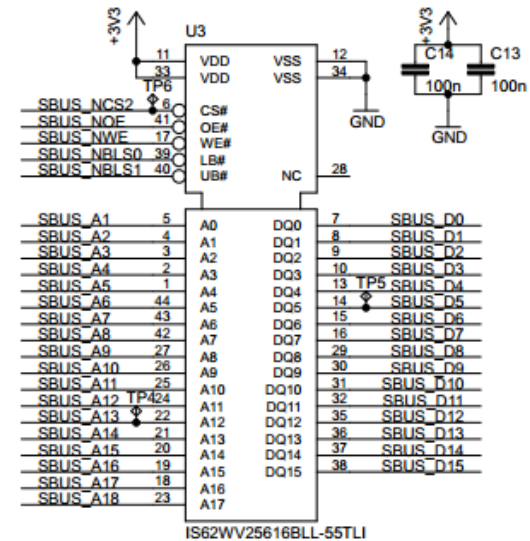 +3V3 U3 +3V3
11 VDD VSS 12 C14 C13
33 VDD VSS 34 100n 100n
TP6
SBUS_NCS2 6 CS# GND GND
SBUS_NOE 41 OE#
SBUS_NWE 17 WE#
SBUS_NBLS0 39 LB#
SBUS_NBLS1 40 UB# NC 28
SBUS_A1 5 A0 DQ0 7 SBUS_D0
SBUS_A2 4 A1 DQ1 8 SBUS_D1
SBUS_A3 3 A2 DQ2 9 SBUS_D2
SBUS_A4 2 A3 DQ3 10 SBUS_D3
SBUS_A5 1 A4 DQ4 13 TP5 SBUS_D4
SBUS_A6 44 A5 DQ5 14 SBUS_D5
SBUS_A7 43 A6 DQ6 15 SBUS_D6
SBUS_A8 42 A7 DQ7 16 SBUS_D7
SBUS_A9 27 A8 DQ8 29 SBUS_D8
SBUS_A10 26 A9 DQ9 30 SBUS_D9
SBUS_A11 25 A10 DQ10 31 SBUS_D10
SBUS_A12 TP4 24 A11 DQ11 32 SBUS_D11
SBUS_A13 22 A12 DQ12 35 SBUS_D12
SBUS_A14 21 A13 DQ13 36 SBUS_D13
SBUS_A15 20 A14 DQ14 37 SBUS_D14
SBUS_A16 19 A15 DQ15 38 SBUS_D15
SBUS_A17 18 A16
SBUS_A18 23 A17
IS62WV25616BLL-55TLI